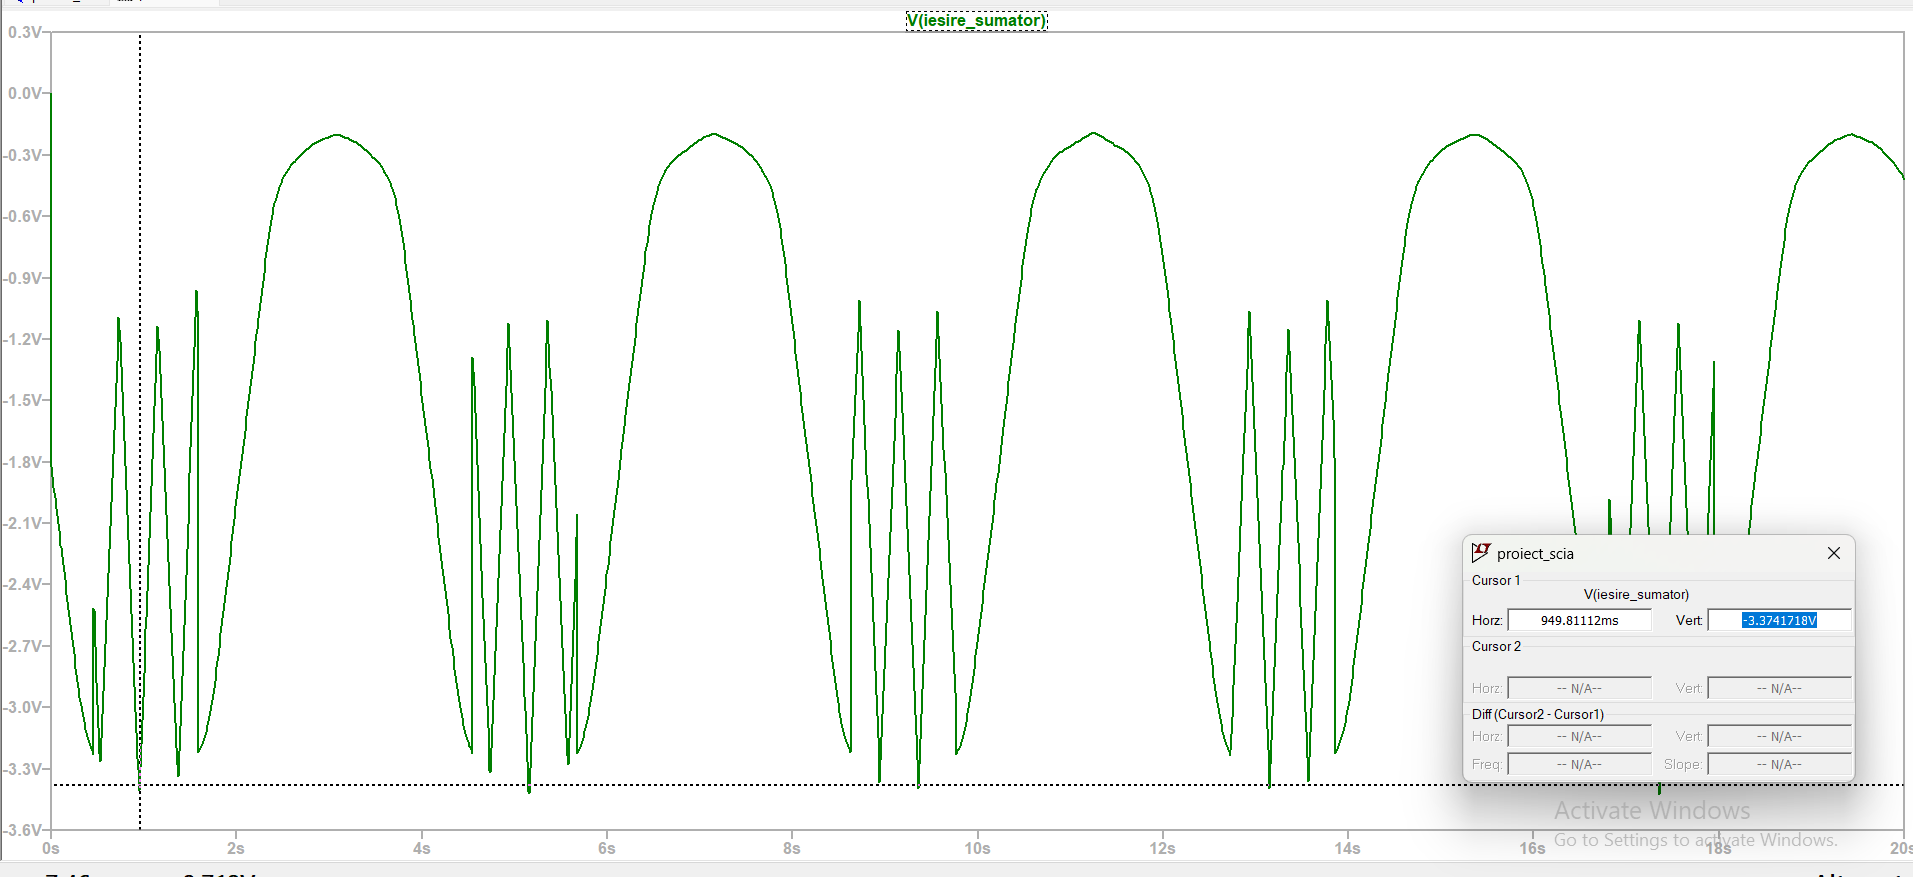 V(iesire_sumator)
0.3V
0.0V
-0.3V
-0.6V
-0.9V
-1.2V
-1.5V
-1.8V
-2.1V
-2.4V
-2.7V
-3.0V
-3.3V
-3.6V
0s 2s 4s 6s 8s 10s 12s 14s 16s 18s 20s
proiect_scia
Cursor 1
V(iesire_sumator)
Horz: 949.81112ms Vert: -3.3741718V
Cursor 2
Horz: -- N/A-- Vert: -- N/A--
Diff (Cursor2 - Cursor1)
Horz: -- N/A-- Vert: -- N/A--
Freq: -- N/A-- Slope: -- N/A--
Activate Windows
Go to Settings to activate Windows.